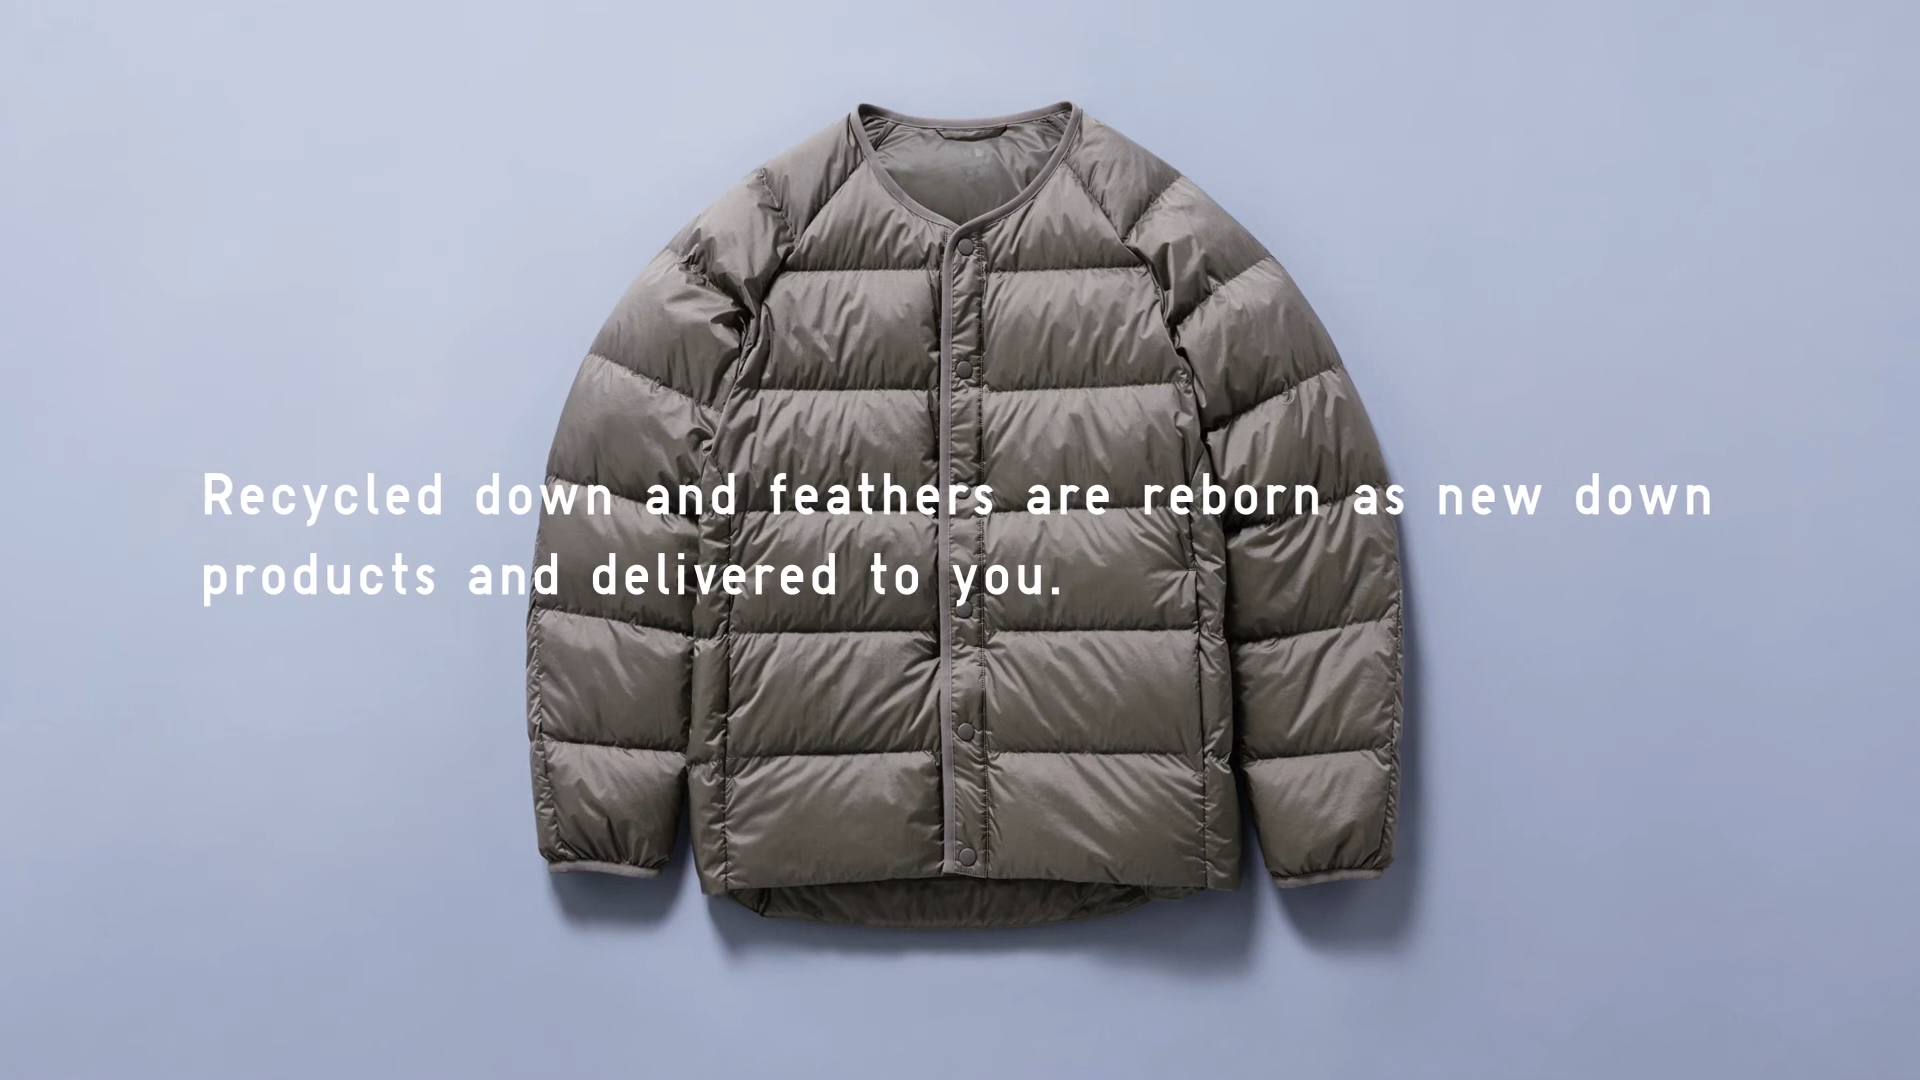 Recycled down and feathers are reborn as new down
products and delivered to you.